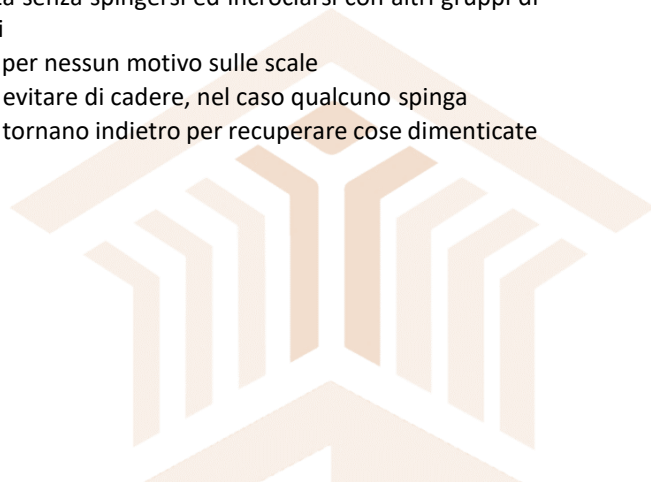 senza spingersi ed incrociarsi con altri gruppi di
per nessun motivo sulle scale
evitare di cadere, nel caso qualcuno spinga
tornano indietro per recuperare cose dimenticate